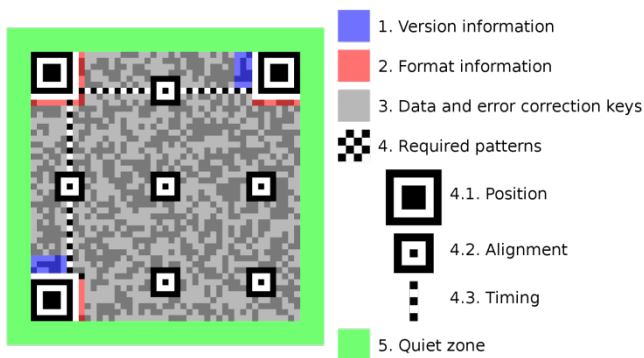 1. Version information
2. Format information
3. Data and error correction keys
4. Required patterns
4.1. Position
4.2. Alignment
4.3. Timing
5. Quiet zone